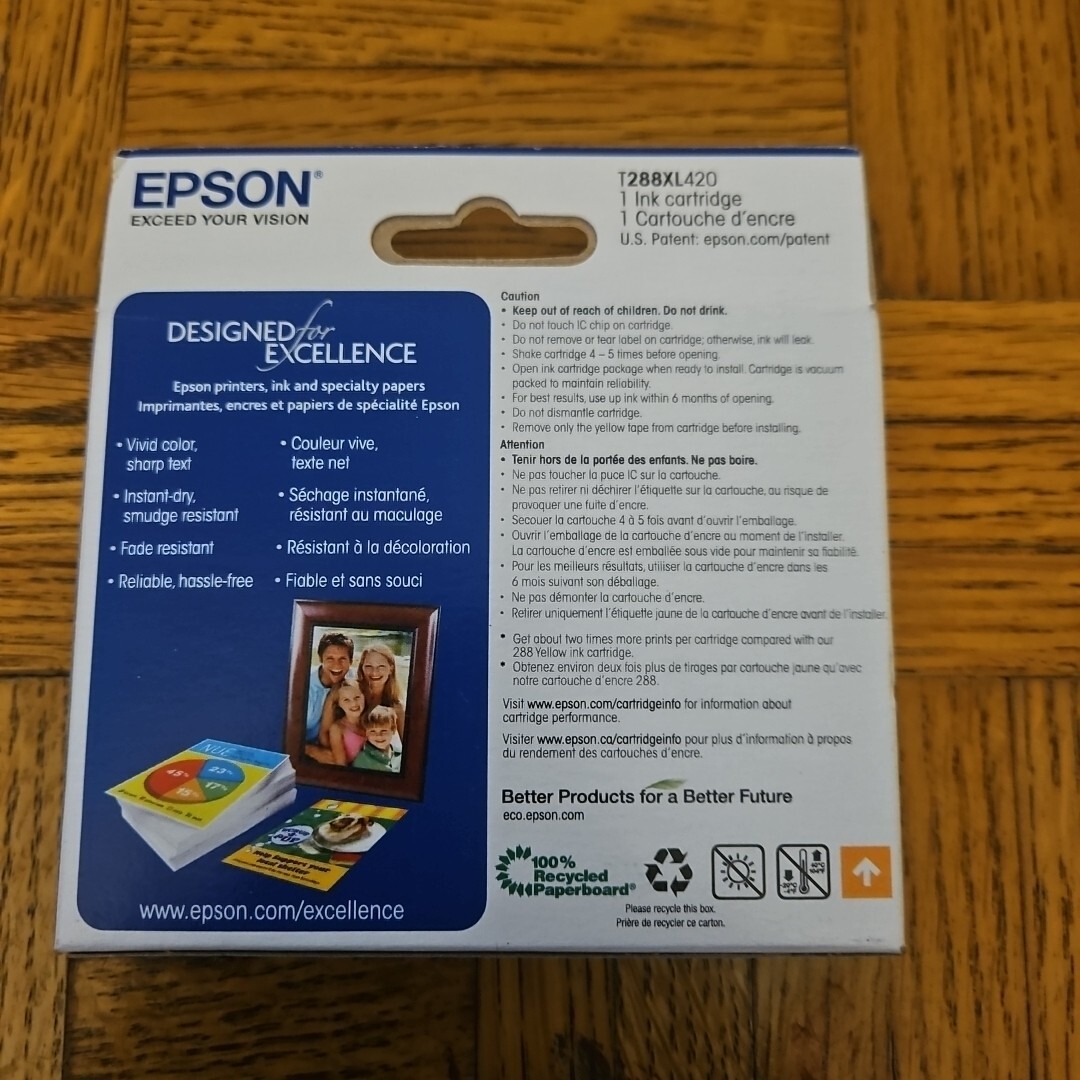 EPSON®
EXCEED YOUR VISION
T288XL420
1 Ink cartridge
1 Cartouche d'encre
U.S. Patent: epson.com/patent
DESIGNED for
EXCELLENCE
Epson printers, ink and specialty papers
Imprimantes, encres et papiers de spécialité Epson
• Vivid color,
sharp text
• Instant-dry,
smudge resistant
• Fade resistant
• Reliable, hassle-free
• Couleur vive,
texte net
• Séchage instantané,
résistant au maculage
• Résistant à la décoloration
• Fiable et sans souci
45%
23%
17%
15%
www.epson.com/excellence
Caution
• Keep out of reach of children. Do not drink.
• Do not touch IC chip on cartridge.
• Do not remove or tear label on cartridge; otherwise, ink will leak.
• Shake cartridge 4 – 5 times before opening.
• Open ink cartridge package when ready to install. Cartridge is vacuum
packed to maintain reliability.
• For best results, use up ink within 6 months of opening.
• Do not dismantle cartridge.
• Remove only the yellow tape from cartridge before installing.
Attention
• Tenir hors de la portée des enfants. Ne pas boire.
• Ne pas toucher la puce IC sur la cartouche.
• Ne pas retirer ni déchirer l'étiquette sur la cartouche, au risque de
provoquer une fuite d'encre.
• Secouer la cartouche 4 à 5 fois avant d'ouvrir l'emballage.
• Ouvrir l'emballage de la cartouche d'encre au moment de l'installer.
La cartouche d'encre est emballée sous vide pour maintenir sa fiabilité.
• Pour les meilleurs résultats, utiliser la cartouche d'encre dans les
6 mois suivant son déballage.
• Ne pas démonter la cartouche d'encre.
• Retirer uniquement l'étiquette jaune de la cartouche d'encre avant de l'installer.
• Get about two times more prints per cartridge compared with our
288 Yellow ink cartridge.
• Obtenez environ deux fois plus de tirages par cartouche jaune qu'avec
notre cartouche d'encre 288.
Visit www.epson.com/cartridgeinfo for information about
cartridge performance.
Visiter www.epson.ca/cartridgeinfo pour plus d'information à propos
du rendement des cartouches d'encre.
Better Products for a Better Future
eco.epson.com
100%
Recycled
Paperboard®
Please recycle this box.
Prière de recycler ce carton.